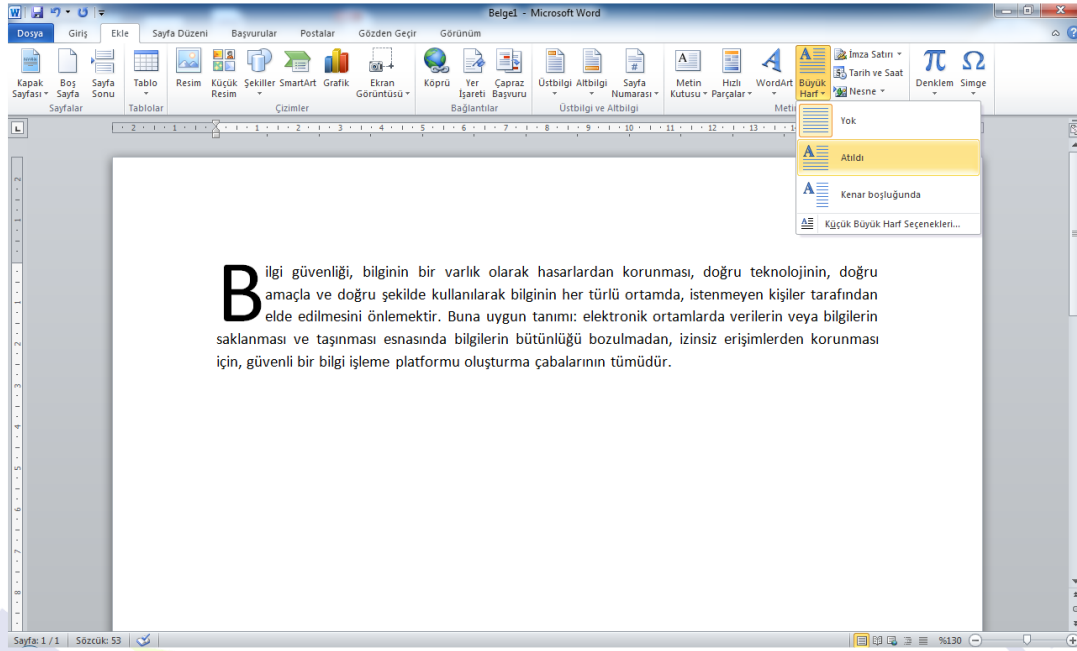 Belge1 - Microsoft Word
Dosya Giriş Ekle Sayfa Düzeni Başvurular Postalar Gözden Geçir Görünüm
Kapak Sayfası Boş Sayfa Sayfa Sonu Tablo Resim Küçük Resim Şekiller SmartArt Grafik Ekran Görüntüsü Köprü Yer İşareti Çapraz Başvuru Üstbilgi Altbilgi Sayfa Numarası Metin Kutusu Hızlı Parçalar WordArt Büyük Harf İmza Satırı Tarih ve Saat Nesne Denklem Simge
Sayfalar Tablolar Çizimler Bağlantılar Üstbilgi ve Altbilgi
Yok
Atıldı
Kenar boşluğunda
Küçük Büyük Harf Seçenekleri...
Bilgi güvenliği, bilginin bir varlık olarak hasarlardan korunması, doğru teknolojinin, doğru
amaçla ve doğru şekilde kullanılarak bilginin her türlü ortamda, istenmeyen kişiler tarafından
elde edilmesini önlemektir. Buna uygun tanımı: elektronik ortamlarda verilerin veya bilgilerin
saklanması ve taşınması esnasında bilgilerin bütünlüğü bozulmadan, izinsiz erişimlerden korunması
için, güvenli bir bilgi işleme platformu oluşturma çabalarının tümüdür.
Sayfa: 1 / 1 Sözcük: 53 %130